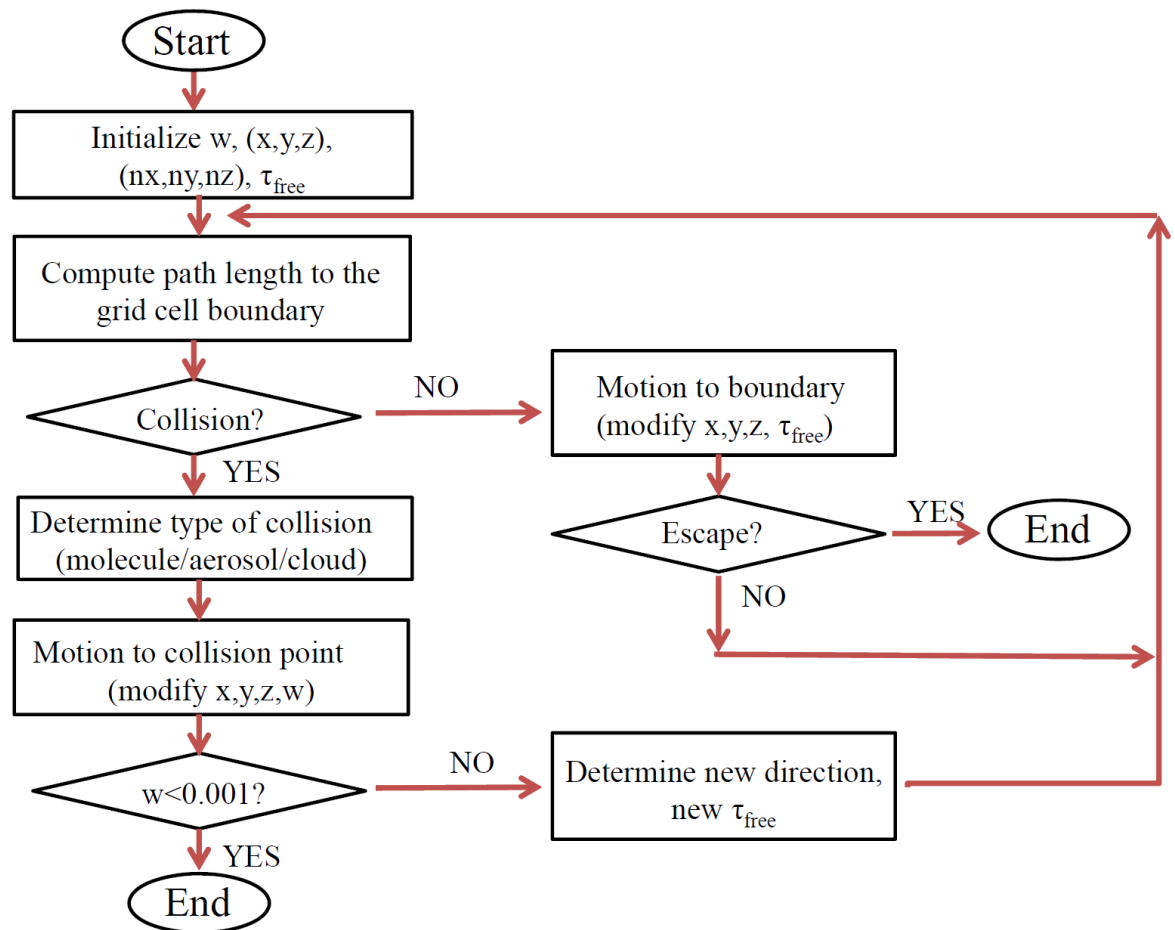 Start
Initialize w, (x,y,z),
(nx,ny,nz), τfree
Compute path length to the
grid cell boundary
Collision?
NO
Motion to boundary
(modify x,y,z, τfree)
YES
Escape?
YES
End
NO
Determine type of collision
(molecule/aerosol/cloud)
Motion to collision point
(modify x,y,z,w)
w<0.001?
NO
Determine new direction,
new τfree
YES
End